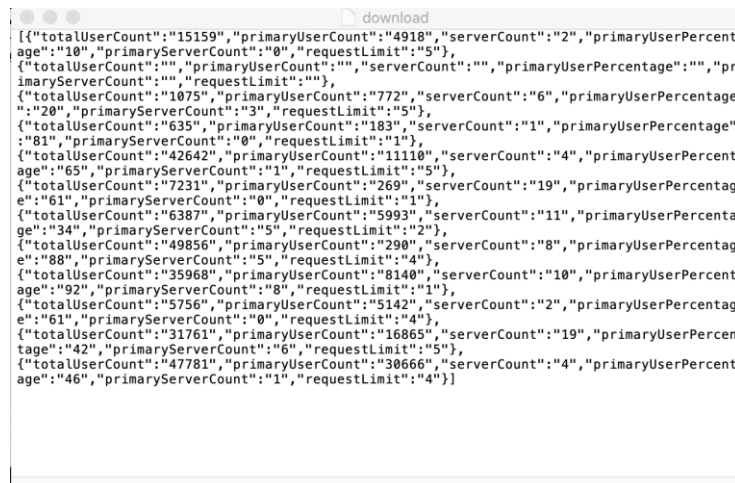 download
[{"totalUserCount":"15159","primaryUserCount":"4918","serverCount":"2","primaryUserPercent
age":"10","primaryServerCount":"0","requestLimit":"5"},
{"totalUserCount":"","primaryUserCount":"","serverCount":"","primaryUserPercentage":"","pr
imaryServerCount":"","requestLimit":""},
{"totalUserCount":"1075","primaryUserCount":"772","serverCount":"6","primaryUserPercentage
":"20","primaryServerCount":"3","requestLimit":"5"},
{"totalUserCount":"635","primaryUserCount":"183","serverCount":"1","primaryUserPercentage"
:"81","primaryServerCount":"0","requestLimit":"1"},
{"totalUserCount":"42642","primaryUserCount":"11110","serverCount":"4","primaryUserPercent
age":"65","primaryServerCount":"1","requestLimit":"5"},
{"totalUserCount":"7231","primaryUserCount":"269","serverCount":"19","primaryUserPercentag
e":"61","primaryServerCount":"0","requestLimit":"1"},
{"totalUserCount":"6387","primaryUserCount":"5993","serverCount":"11","primaryUserPercenta
ge":"34","primaryServerCount":"5","requestLimit":"2"},
{"totalUserCount":"49856","primaryUserCount":"290","serverCount":"8","primaryUserPercentag
e":"88","primaryServerCount":"5","requestLimit":"4"},
{"totalUserCount":"35968","primaryUserCount":"8140","serverCount":"10","primaryUserPercent
age":"92","primaryServerCount":"8","requestLimit":"1"},
{"totalUserCount":"5756","primaryUserCount":"5142","serverCount":"2","primaryUserPercentag
e":"61","primaryServerCount":"0","requestLimit":"4"},
{"totalUserCount":"31761","primaryUserCount":"16865","serverCount":"19","primaryUserPercen
tage":"42","primaryServerCount":"6","requestLimit":"5"},
{"totalUserCount":"47781","primaryUserCount":"30666","serverCount":"4","primaryUserPercent
age":"46","primaryServerCount":"1","requestLimit":"4"}]